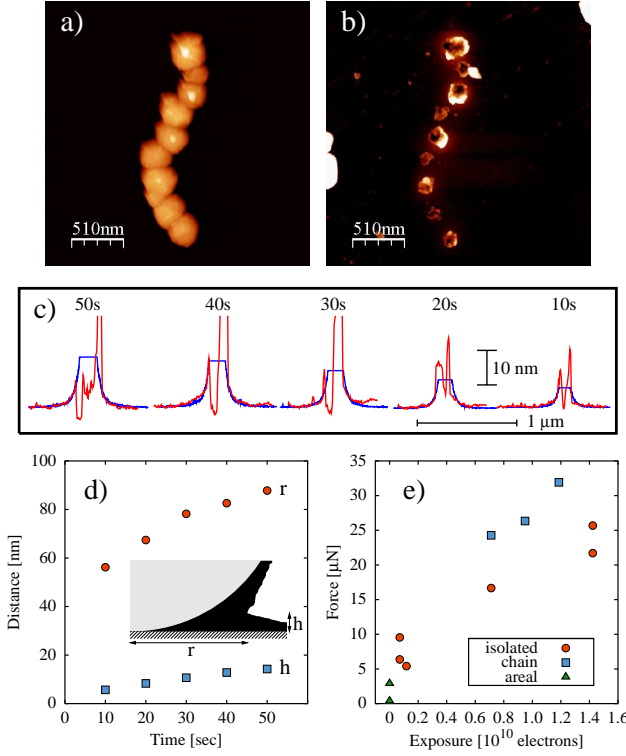 a)
510nm
b)
510nm
c)
50s 40s 30s 20s 10s
10 nm
1 µm
d)
Distance [nm]
100
80
60
40
20
0
0 10 20 30 40 50
Time [sec]
r
h
h
r
e)
Force [µN]
40
35
30
25
20
15
10
5
0
0 0.2 0.4 0.6 0.8 1 1.2 1.4 1.6
Exposure [10^10 electrons]
isolated
chain
areal